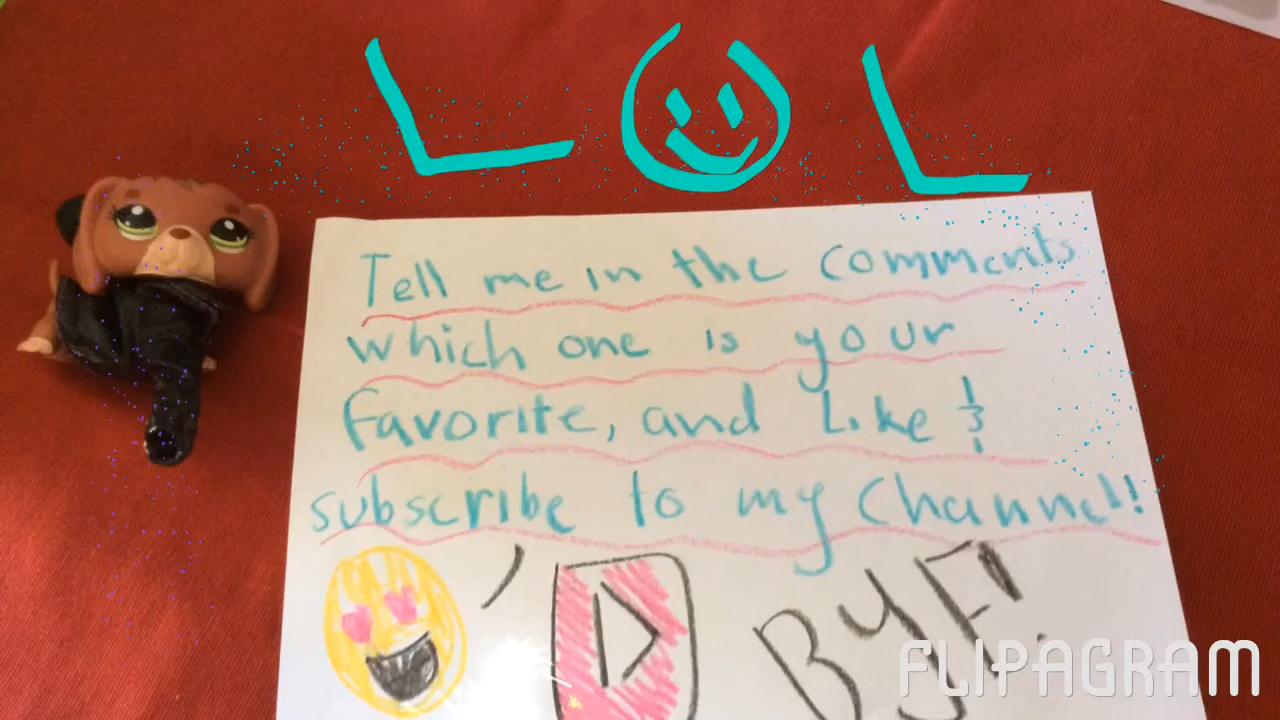 LOL
Tell me in the comments
which one is your
favorite, and Like &
subscribe to my channel!
BYE!
FLIPAGRAM